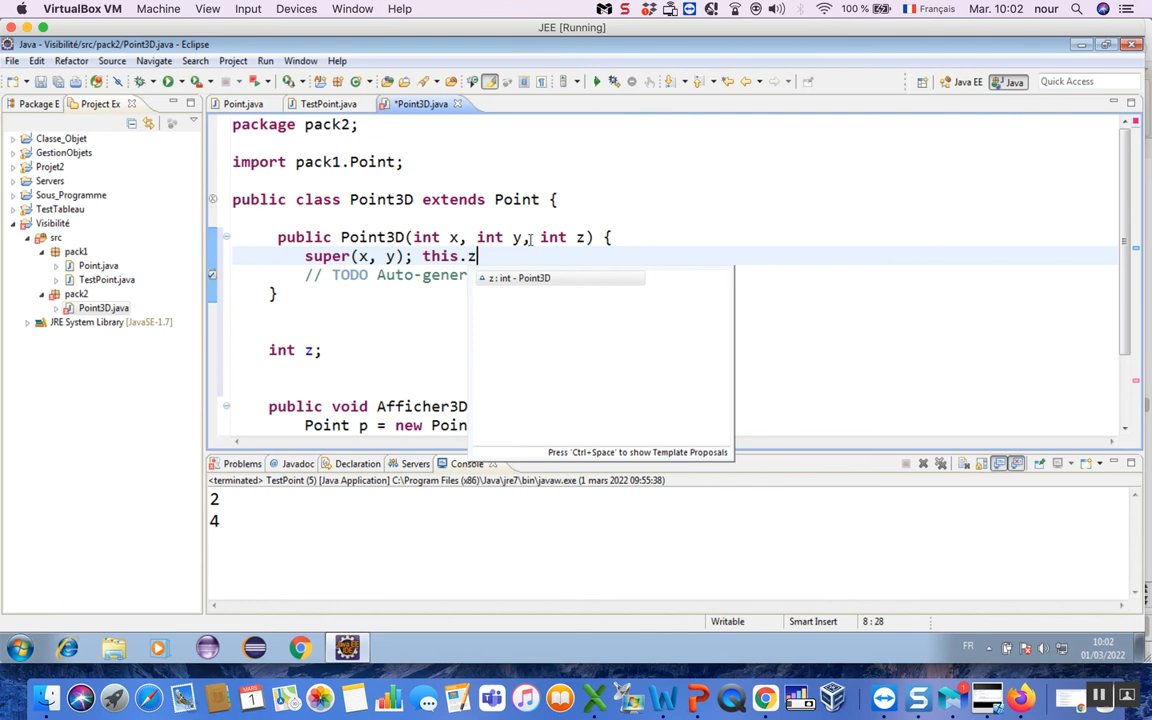 VirtualBox VM Machine View Input Devices Window Help 100 % Français Mar. 10:02 nour
JEE [Running]
Java - Visibilité/src/pack2/Point3D.java - Eclipse
File Edit Refactor Source Navigate Search Project Run Window Help
Java EE Java Quick Access
Package E Project Ex
Point.java TestPoint.java *Point3D.java
Classe_Objet
GestionObjets
Projet2
Servers
Sous_Programme
TestTableau
Visibilité
src
pack1
Point.java
TestPoint.java
pack2
Point3D.java
JRE System Library [JavaSE-1.7]
package pack2;
import pack1.Point;
public class Point3D extends Point {
public Point3D(int x, int y, int z) {
super(x, y); this.z
// TODO Auto-gener
}
int z;
public void Afficher3D
Point p = new Poin
z : int - Point3D
Press 'Ctrl+Space' to show Template Proposals
Problems Javadoc Declaration Servers Console
<terminated> TestPoint (5) [Java Application] C:\Program Files (x86)\Java\jre7\bin\javaw.exe (1 mars 2022 09:55:38)
2
4
Writable Smart Insert 8 : 28
FR 10:02
01/03/2022